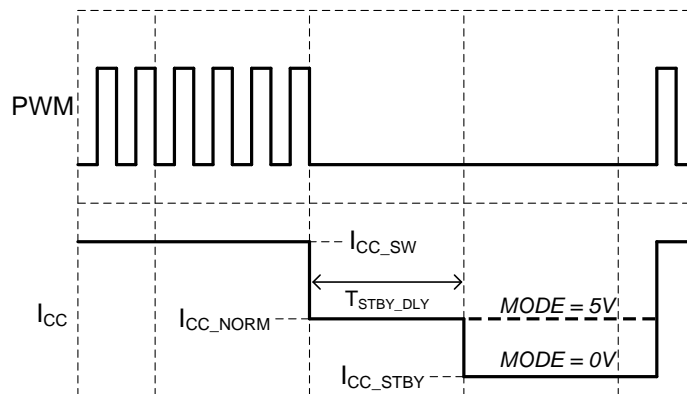 PWM
I_CC_SW
T_STBY_DLY
I_CC
I_CC_NORM
MODE = 5V
MODE = 0V
I_CC_STBY